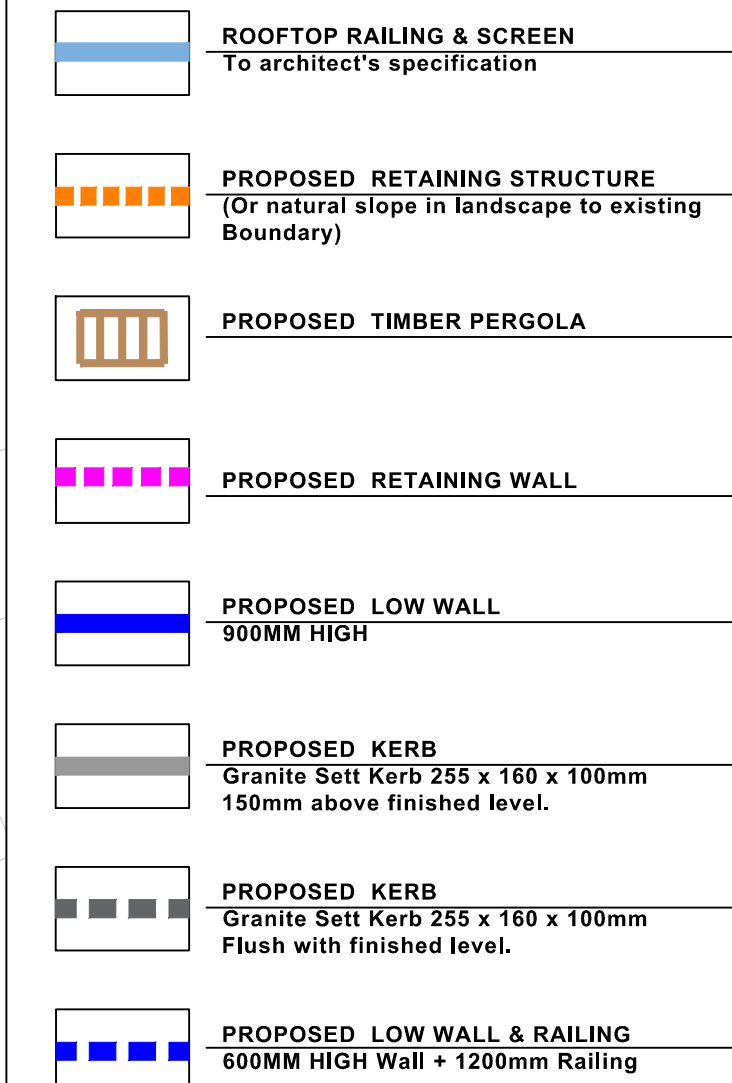 ROOFTOP RAILING & SCREEN
To architect's specification
PROPOSED RETAINING STRUCTURE
(Or natural slope in landscape to existing
Boundary)
PROPOSED TIMBER PERGOLA
PROPOSED RETAINING WALL
PROPOSED LOW WALL
900MM HIGH
PROPOSED KERB
Granite Sett Kerb 255 x 160 x 100mm
150mm above finished level.
PROPOSED KERB
Granite Sett Kerb 255 x 160 x 100mm
Flush with finished level.
PROPOSED LOW WALL & RAILING
600MM HIGH Wall + 1200mm Railing